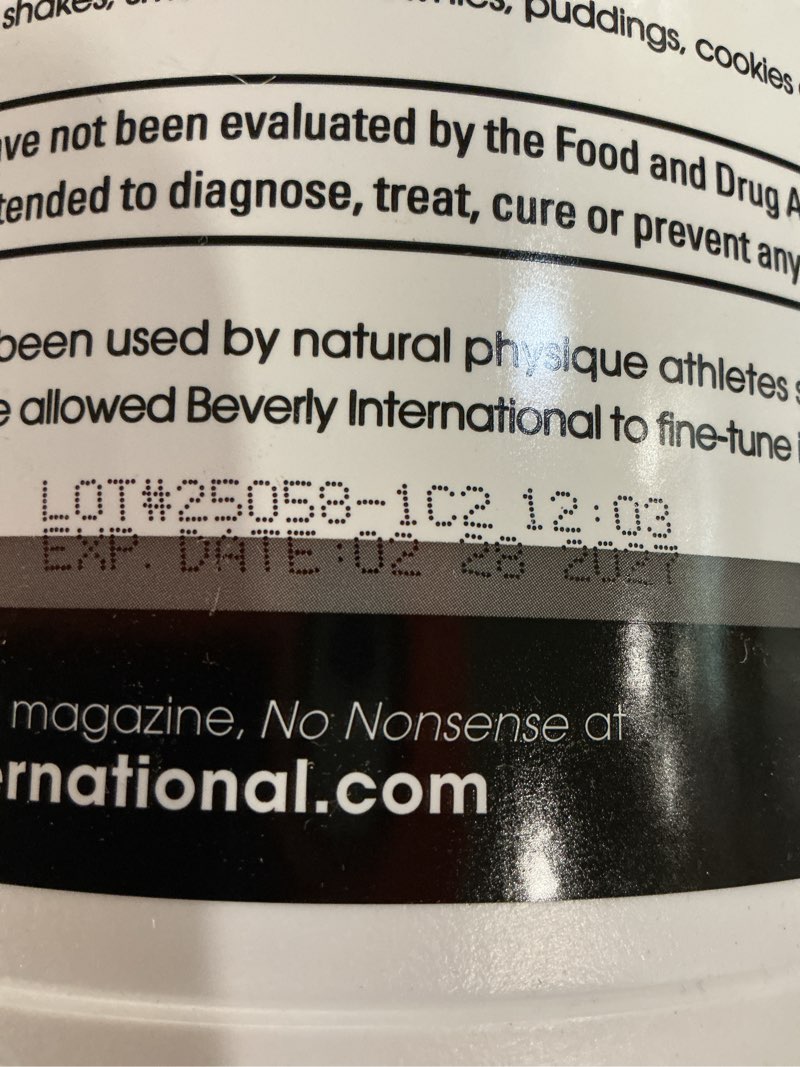 shakes, puddings, cookies
ve not been evaluated by the Food and Drug A
tended to diagnose, treat, cure or prevent any
been used by natural physique athletes s
e allowed Beverly International to fine-tune i
LOT#25058-1C2 12:03
EXP. DATE:02 28 2027
magazine, No Nonsense at
ernational.com